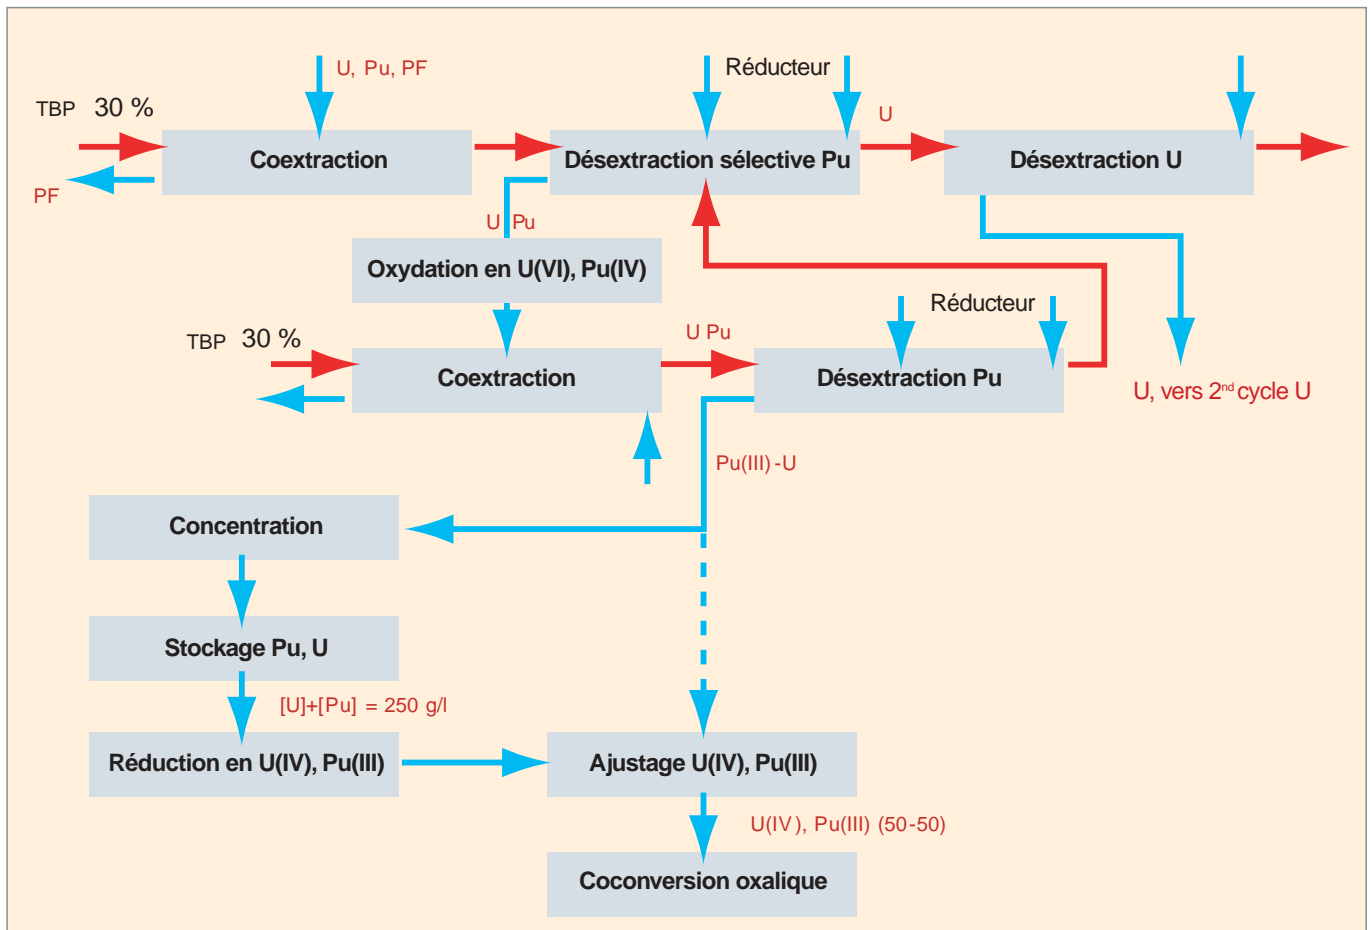 U, Pu, PF
Réducteur
TBP 30 %
U
Coextraction
Désextraction sélective Pu
Désextraction U
PF
U Pu
Oxydation en U(VI), Pu(IV)
Réducteur
TBP 30 %
U Pu
Coextraction
Désextraction Pu
U, vers 2nd cycle U
Pu(III)-U
Concentration
Stockage Pu, U
[U]+[Pu] = 250 g/l
Réduction en U(IV), Pu(III)
Ajustage U(IV), Pu(III)
U(IV), Pu(III) (50-50)
Coconversion oxalique